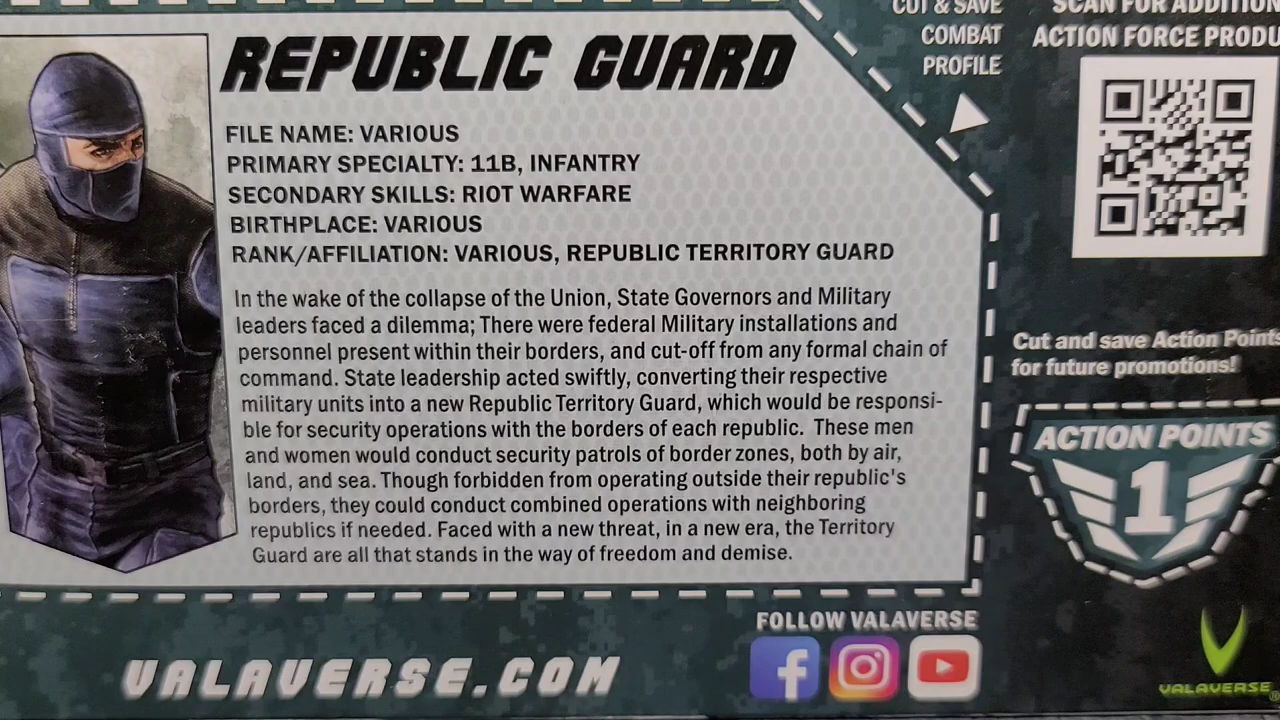 REPUBLIC GUARD
FILE NAME: VARIOUS
PRIMARY SPECIALTY: 11B, INFANTRY
SECONDARY SKILLS: RIOT WARFARE
BIRTHPLACE: VARIOUS
RANK/AFFILIATION: VARIOUS, REPUBLIC TERRITORY GUARD
In the wake of the collapse of the Union, State Governors and Military
leaders faced a dilemma; There were federal Military installations and
personnel present within their borders, and cut-off from any formal chain of
command. State leadership acted swiftly, converting their respective
military units into a new Republic Territory Guard, which would be responsi-
ble for security operations with the borders of each republic. These men
and women would conduct security patrols of border zones, both by air,
land, and sea. Though forbidden from operating outside their republic's
borders, they could conduct combined operations with neighboring
republics if needed. Faced with a new threat, in a new era, the Territory
Guard are all that stands in the way of freedom and demise.
CUT & SAVE
COMBAT
PROFILE
SCAN FOR ADDITION
ACTION FORCE PRODU
Cut and save Action Points
for future promotions!
ACTION POINTS
1
VALAVERSE.COM
FOLLOW VALAVERSE
VALAVERSE